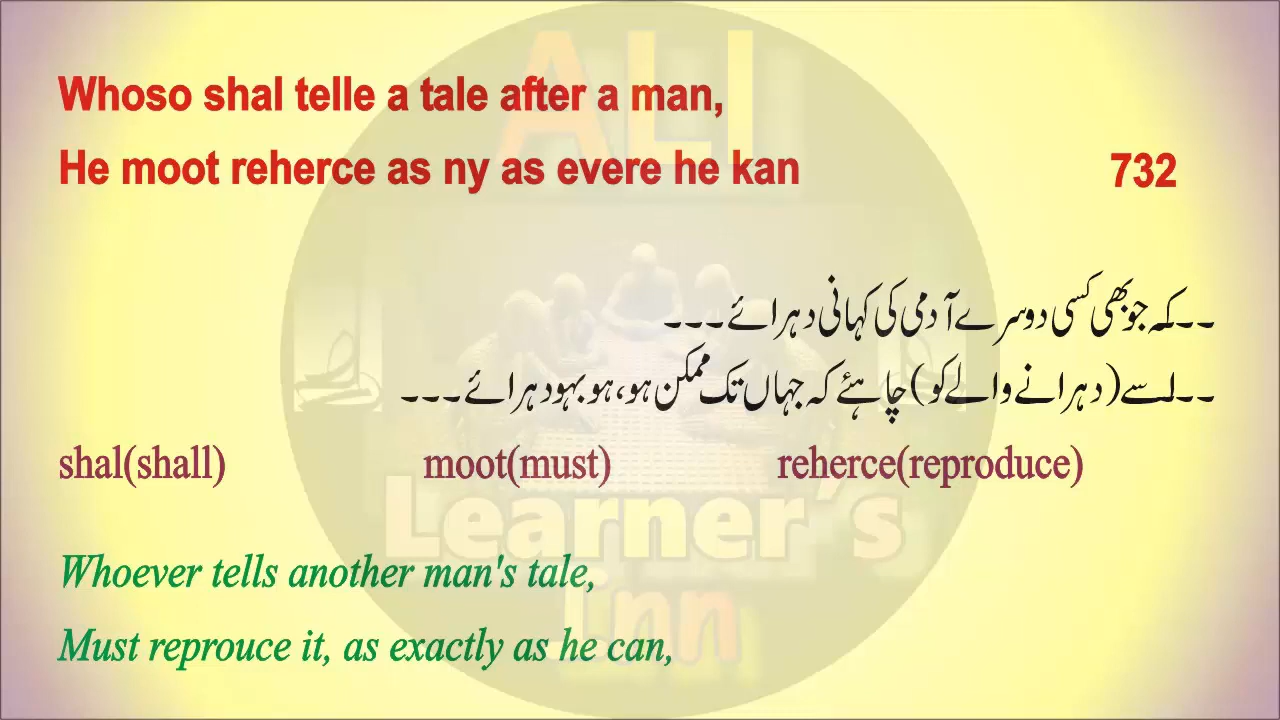 Whoso shal telle a tale after a man,
He moot reherce as ny as evere he kan 732
۔۔کہ جو بھی کسی دوسرے آدمی کی کہانی دہرائے۔۔۔
۔۔اسے (دہرانے والے کو) چاہئے کہ جہاں تک ممکن ہو، ہو بہو دہرائے۔۔۔
shal(shall) moot(must) reherce(reproduce)
Whoever tells another man's tale,
Must reprouce it, as exactly as he can,
ALI
Learner's
Inn